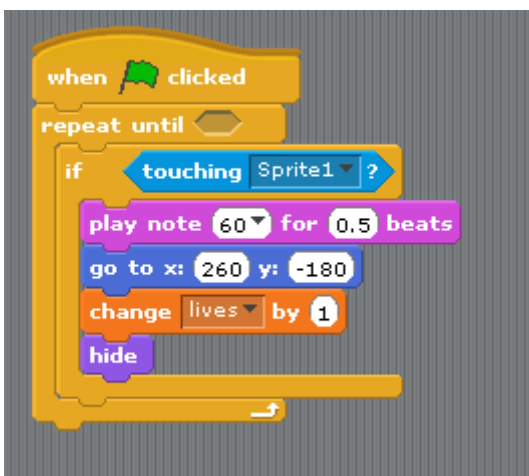 when clicked
repeat until
if touching Sprite1 ?
play note 60 for 0.5 beats
go to x: 260 y: -180
change lives by 1
hide